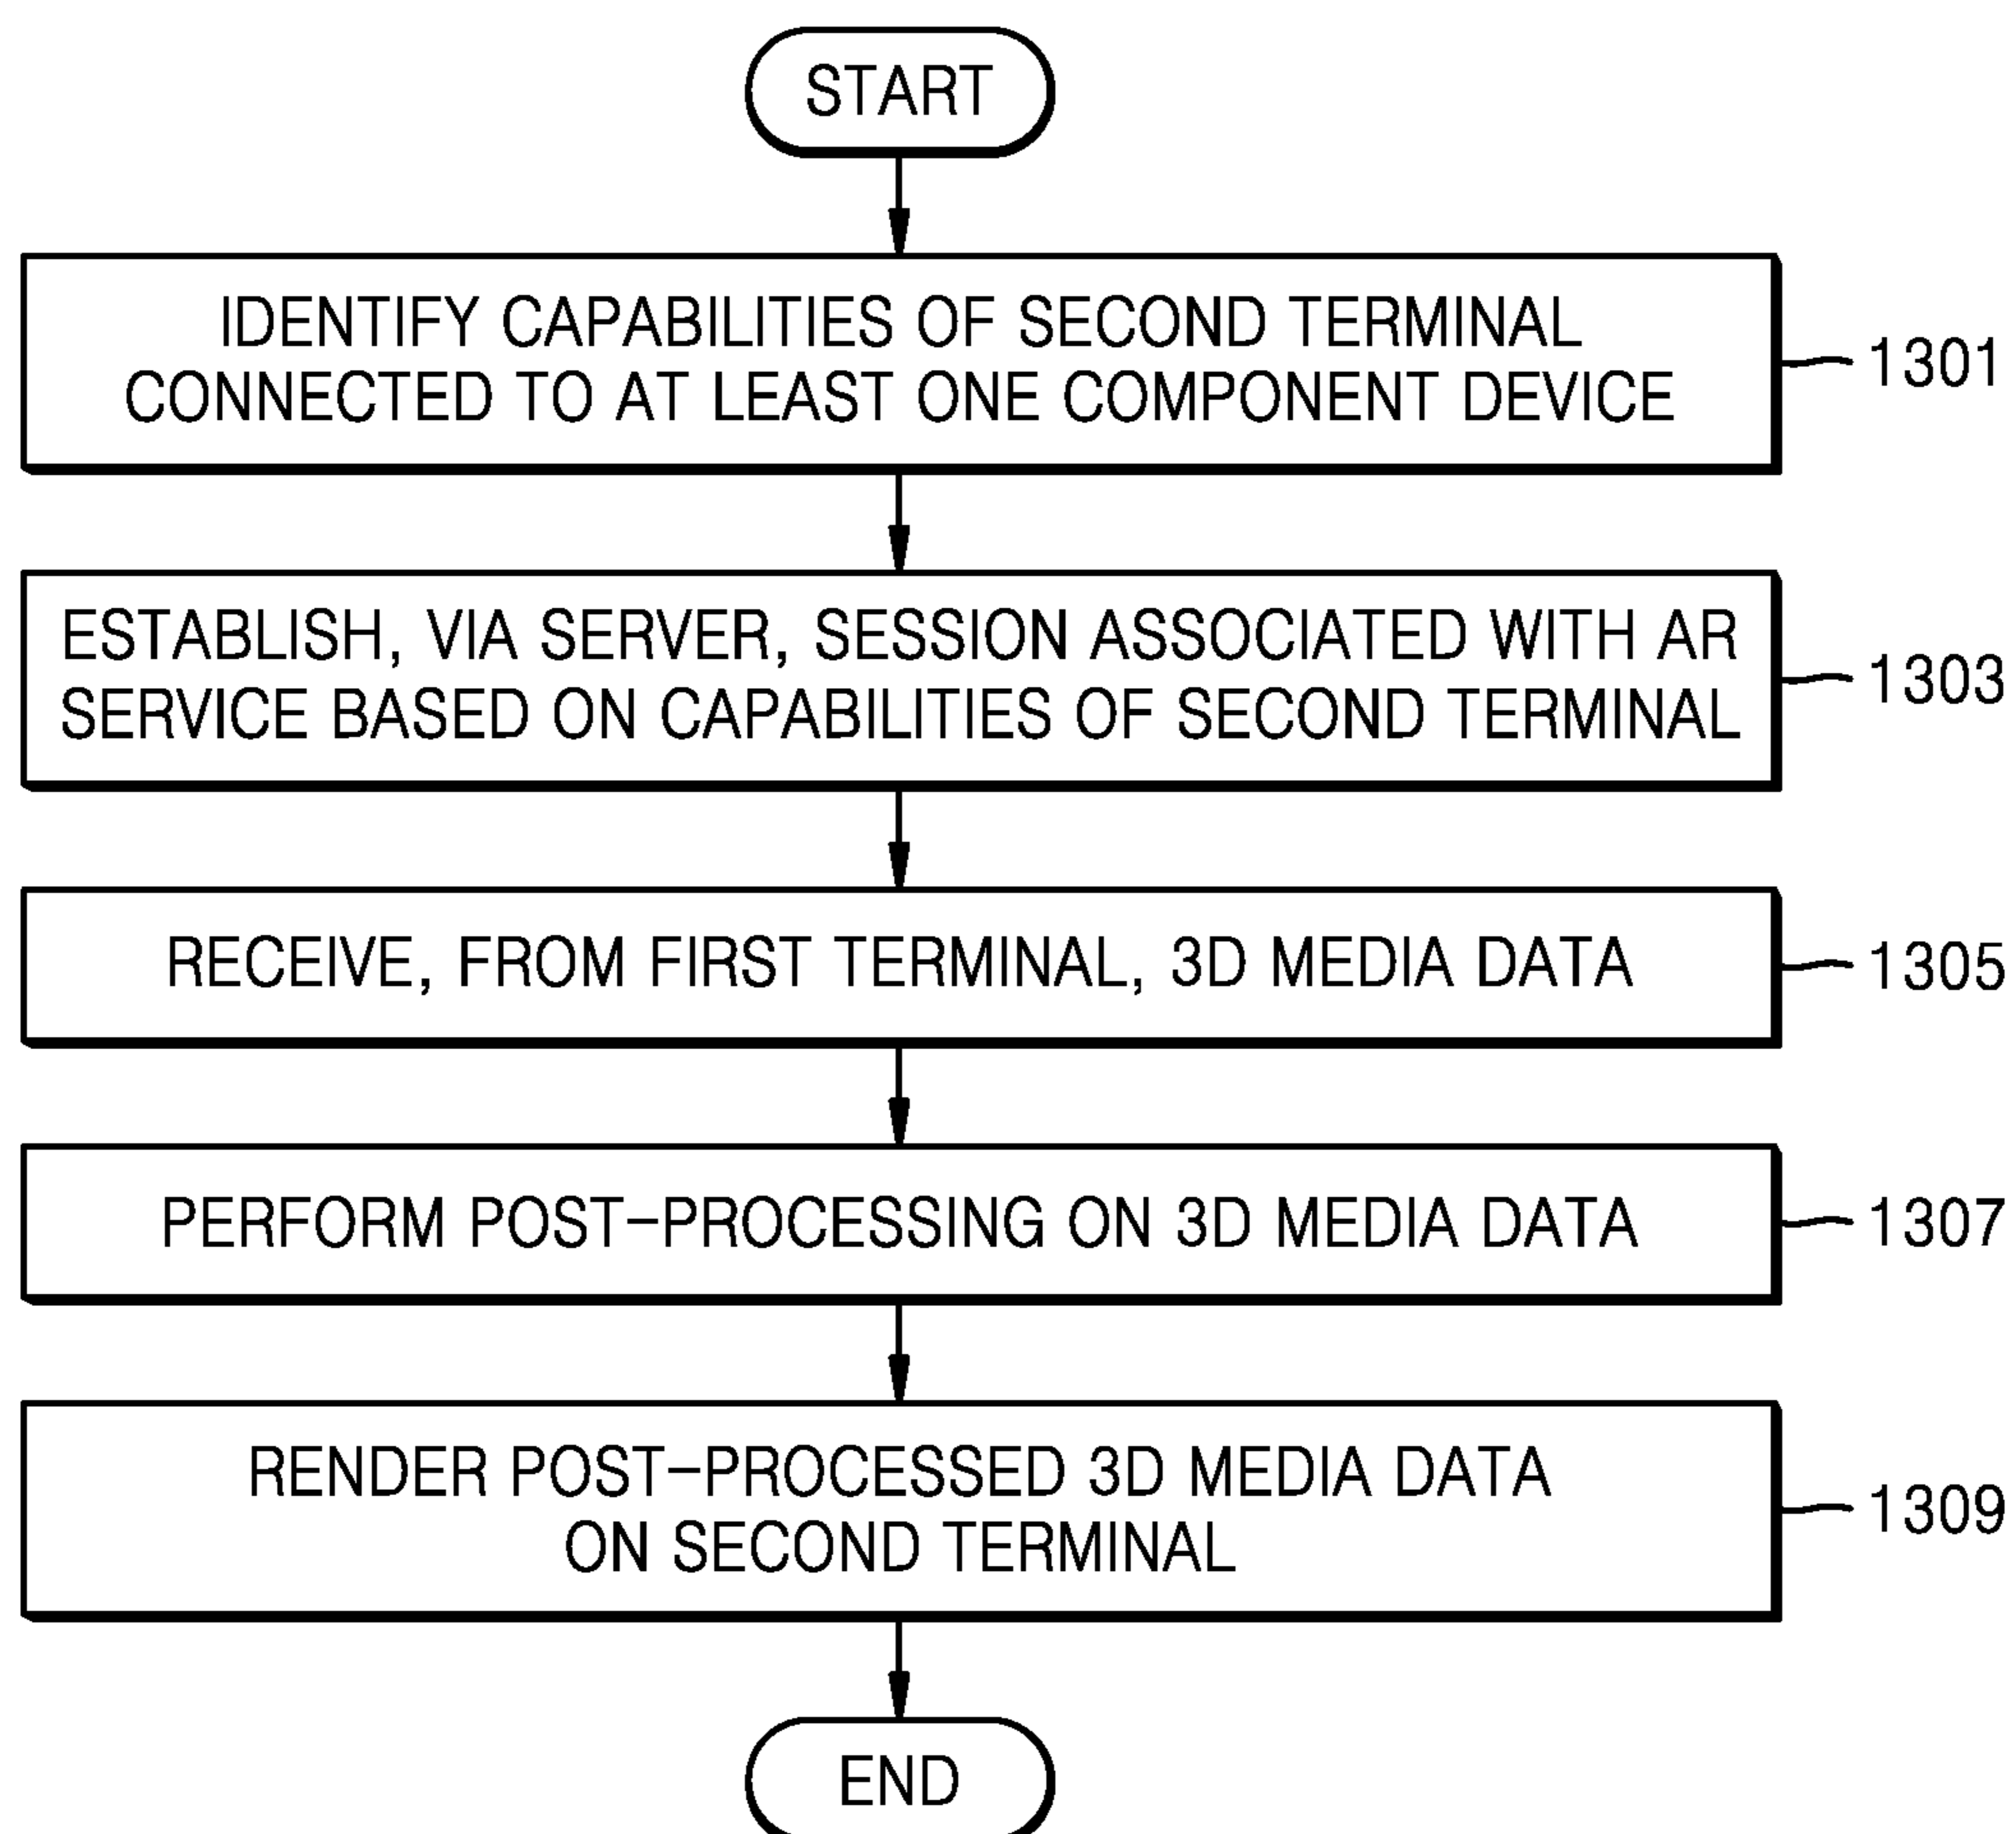 START
IDENTIFY CAPABILITIES OF SECOND TERMINAL
CONNECTED TO AT LEAST ONE COMPONENT DEVICE
1301
ESTABLISH, VIA SERVER, SESSION ASSOCIATED WITH AR
SERVICE BASED ON CAPABILITIES OF SECOND TERMINAL
1303
RECEIVE, FROM FIRST TERMINAL, 3D MEDIA DATA
1305
PERFORM POST-PROCESSING ON 3D MEDIA DATA
1307
RENDER POST-PROCESSED 3D MEDIA DATA
ON SECOND TERMINAL
1309
END